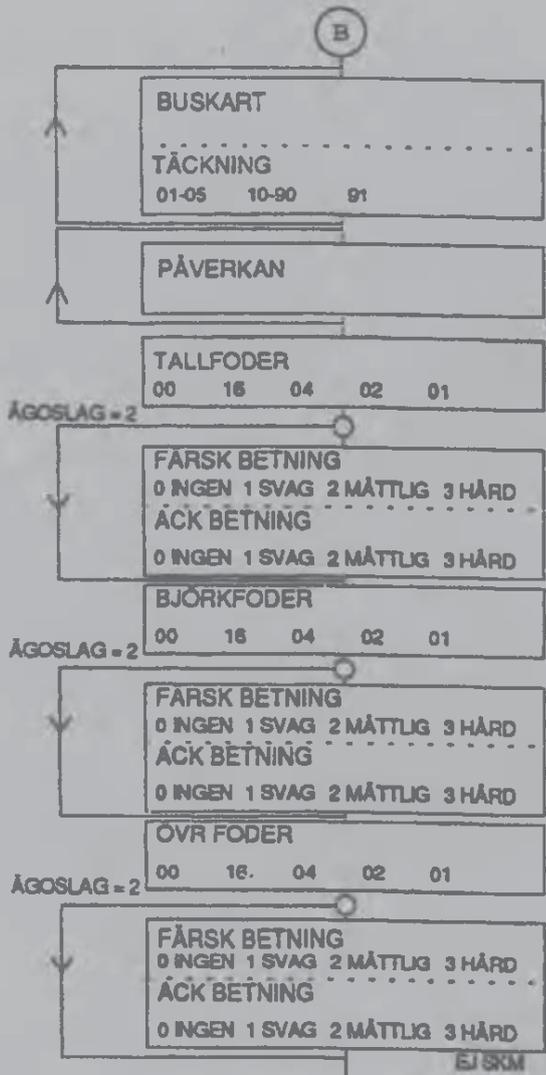 B
BUSKART
TÄCKNING
01-05 10-90 91
PÅVERKAN
TALLFODER
00 16 04 02 01
ÄGOSLAG = 2
FÄRSK BETNING
0 INGEN 1 SVAG 2 MÅTTLIG 3 HÅRD
ACK BETNING
0 INGEN 1 SVAG 2 MÅTTLIG 3 HÅRD
BJÖRKFODER
00 16 04 02 01
ÄGOSLAG = 2
FÄRSK BETNING
0 INGEN 1 SVAG 2 MÅTTLIG 3 HÅRD
ACK BETNING
0 INGEN 1 SVAG 2 MÅTTLIG 3 HÅRD
ÖVR FODER
00 16. 04 02 01
ÄGOSLAG = 2
FÄRSK BETNING
0 INGEN 1 SVAG 2 MÅTTLIG 3 HÅRD
ACK BETNING
0 INGEN 1 SVAG 2 MÅTTLIG 3 HÅRD
EJ SKM